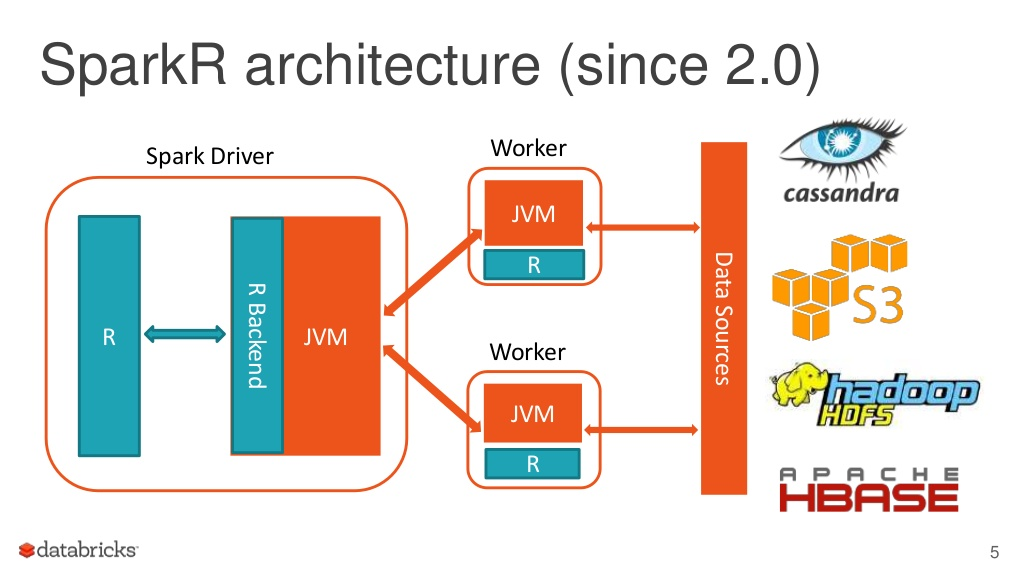 SparkR architecture (since 2.0)
Spark Driver
R
R Backend
JVM
Worker
JVM
R
Worker
JVM
R
Data Sources
cassandra
S3
hadoop
HDFS
APACHE
HBASE
databricks
5